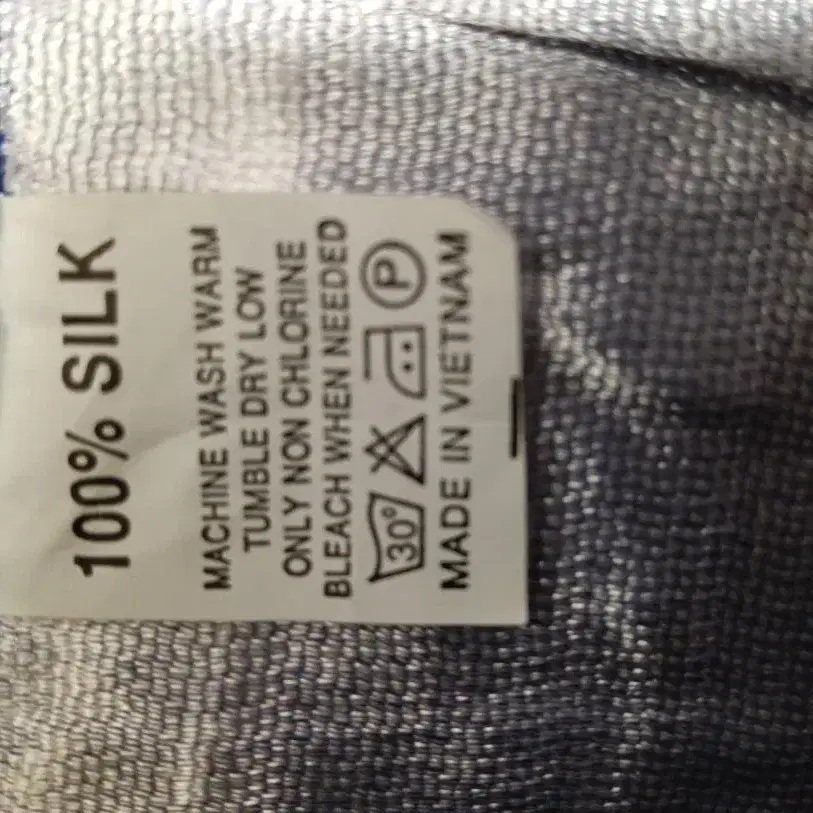 100% SILK
MACHINE WASH WARM
TUMBLE DRY LOW
ONLY NON CHLORINE
BLEACH WHEN NEEDED
30° P
MADE IN VIETNAM